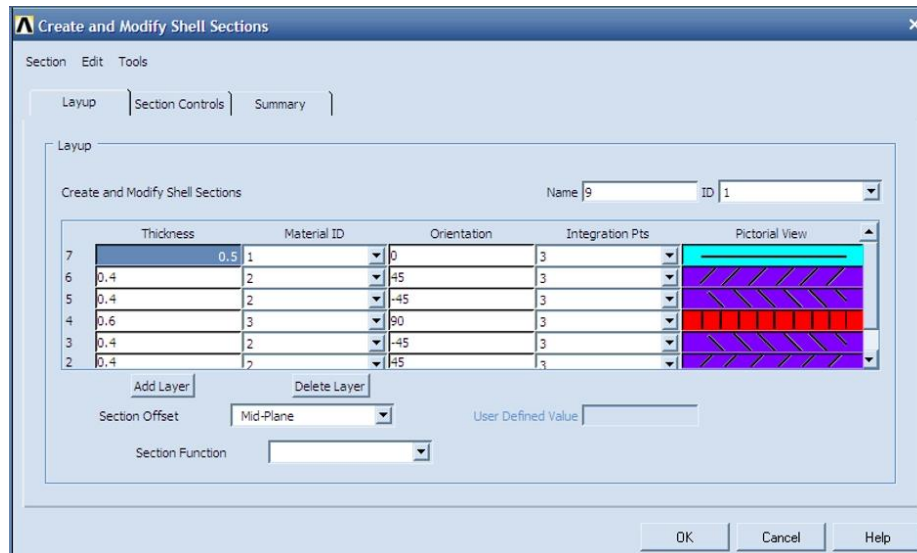 Create and Modify Shell Sections
Section Edit Tools
Layup Section Controls Summary
Layup
Create and Modify Shell Sections Name 9 ID 1
Thickness Material ID Orientation Integration Pts Pictorial View
7 0.5 1 0 3
6 0.4 2 45 3
5 0.4 2 -45 3
4 0.6 3 90 3
3 0.4 2 -45 3
2 0.4 2 45 3
Add Layer Delete Layer
Section Offset Mid-Plane User Defined Value
Section Function
OK Cancel Help